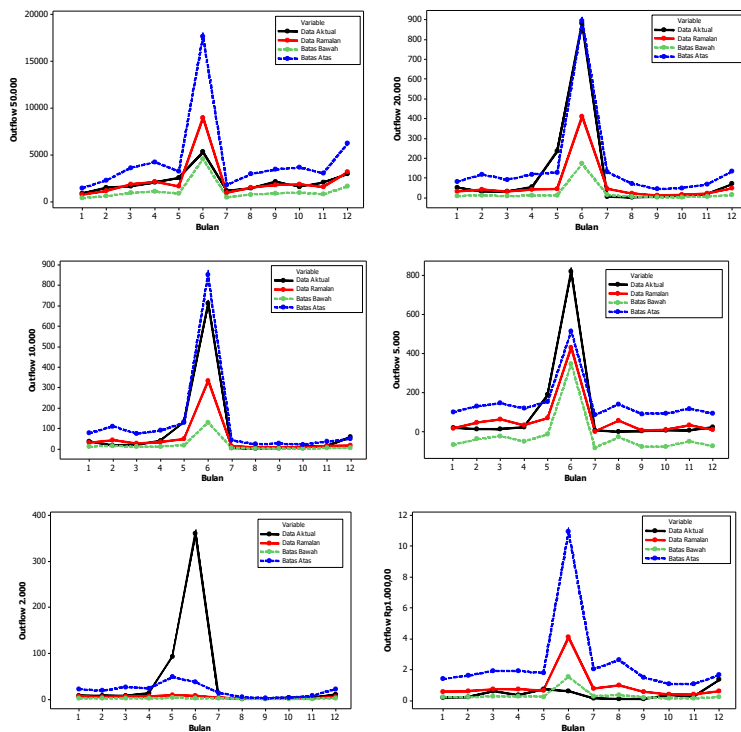 20000
15000
10000
5000
0
Outflow 50.000
Variable
Data Aktual
Data Ramalan
Batas Bawah
Batas Atas
1 2 3 4 5 6 7 8 9 10 11 12
Bulan
900
800
700
600
500
400
300
200
100
0
Outflow 20.000
Variable
Data Aktual
Data Ramalan
Batas Bawah
Batas Atas
1 2 3 4 5 6 7 8 9 10 11 12
Bulan
900
800
700
600
500
400
300
200
100
0
Outflow 10.000
Variable
Data Aktual
Data Ramalan
Batas Bawah
Batas Atas
1 2 3 4 5 6 7 8 9 10 11 12
Bulan
800
600
400
200
0
Outflow 5.000
Variable
Data Aktual
Data Ramalan
Batas Bawah
Batas Atas
1 2 3 4 5 6 7 8 9 10 11 12
Bulan
400
300
200
100
0
Outflow 2.000
Variable
Data Aktual
Data Ramalan
Batas Bawah
Batas Atas
1 2 3 4 5 6 7 8 9 10 11 12
Bulan
12
10
8
6
4
2
0
Outflow Rp1.000,00
Variable
Data Aktual
Data Ramalan
Batas Bawah
Batas Atas
1 2 3 4 5 6 7 8 9 10 11 12
Bulan